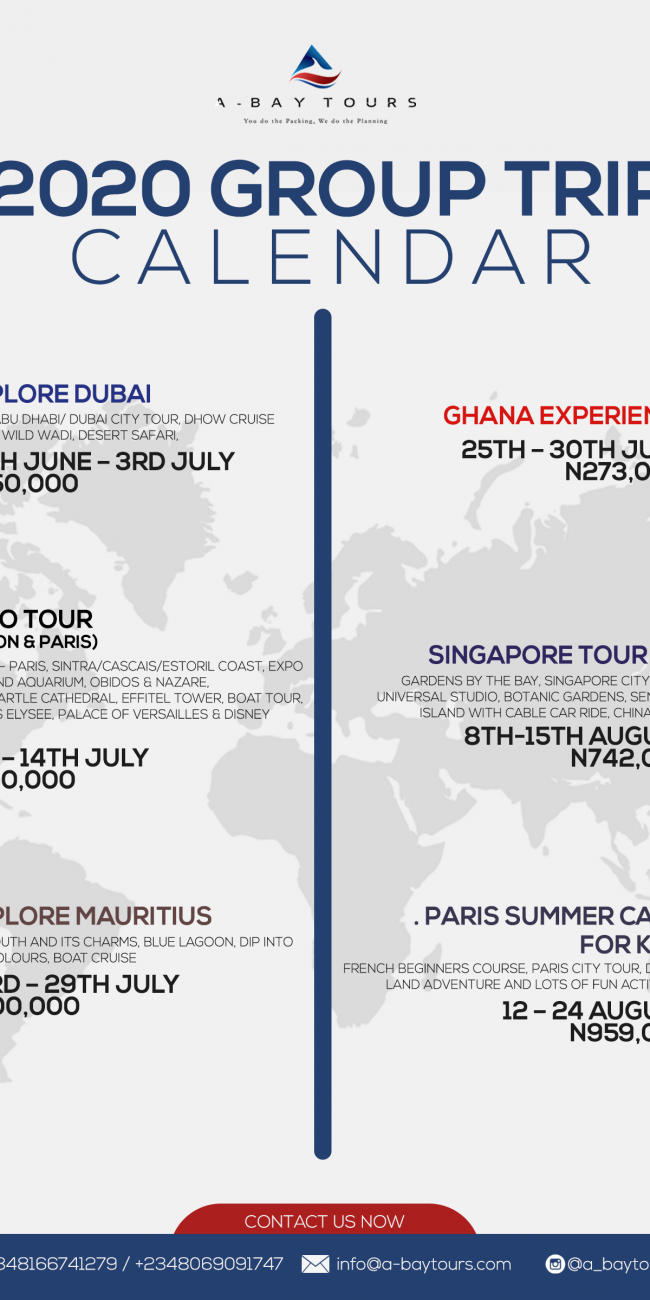 A-BAY TOURS
You do the Packing, We do the Planning
2020 GROUP TRIP
CALENDAR
PLORE DUBAI
ABU DHABI/ DUBAI CITY TOUR, DHOW CRUISE
WILD WADI, DESERT SAFARI,
H JUNE – 3RD JULY
50,000
O TOUR
ON & PARIS)
– PARIS, SINTRA/CASCAIS/ESTORIL COAST, EXPO
ND AQUARIUM, OBIDOS & NAZARE,
ARTLE CATHEDRAL, EFFITEL TOWER, BOAT TOUR,
S ELYSEE, PALACE OF VERSAILLES & DISNEY
– 14TH JULY
0,000
PLORE MAURITIUS
OUTH AND ITS CHARMS, BLUE LAGOON, DIP INTO
OLOURS, BOAT CRUISE
RD – 29TH JULY
00,000
GHANA EXPERIEN
25TH – 30TH JU
N273,0
SINGAPORE TOUR
GARDENS BY THE BAY, SINGAPORE CITY
UNIVERSAL STUDIO, BOTANIC GARDENS, SEN
ISLAND WITH CABLE CAR RIDE, CHINA
8TH-15TH AUGU
N742,0
. PARIS SUMMER CA
FOR K
FRENCH BEGINNERS COURSE, PARIS CITY TOUR, D
LAND ADVENTURE AND LOTS OF FUN ACTI
12 – 24 AUGU
N959,0
CONTACT US NOW
348166741279 / +2348069091747 info@a-baytours.com @a_bayto